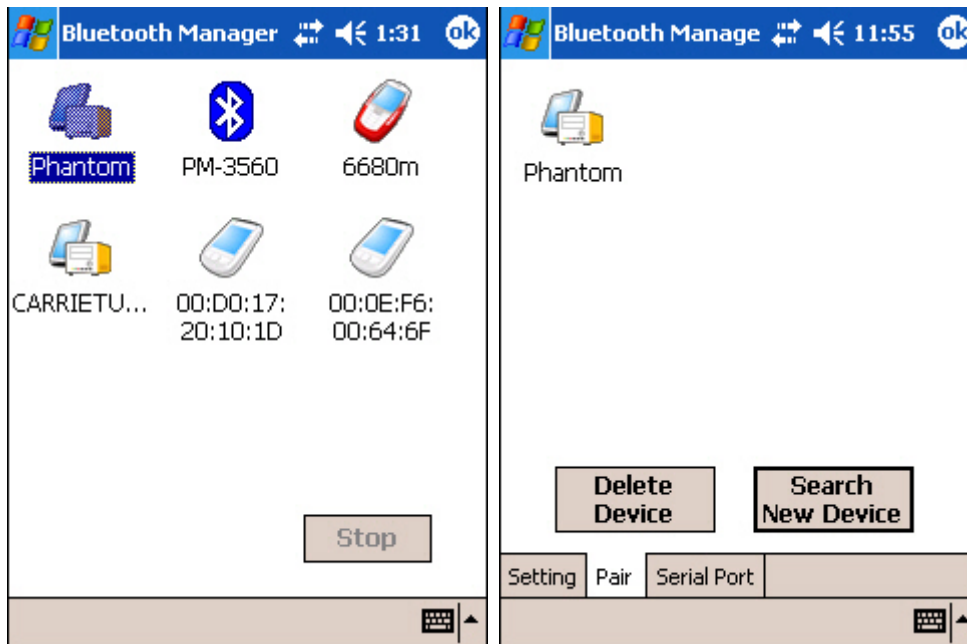 Bluetooth Manager 1:31 ok
Phantom PM-3560 6680m
CARRIETU... 00:D0:17: 00:0E:F6:
20:10:1D 00:64:6F
Stop
Bluetooth Manage 11:55 ok
Phantom
Delete Search
Device New Device
Setting Pair Serial Port